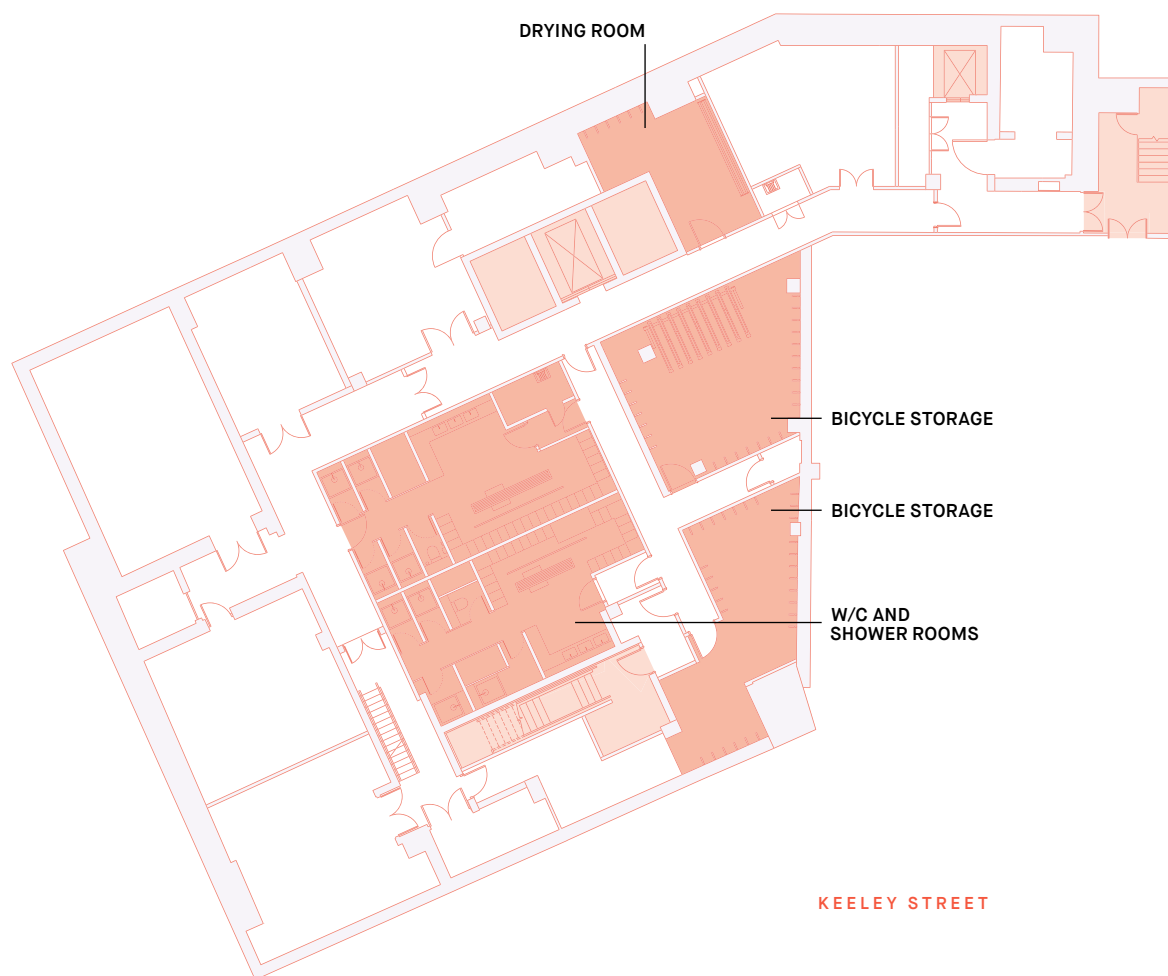 DRYING ROOM
BICYCLE STORAGE
BICYCLE STORAGE
W/C AND
SHOWER ROOMS
KEELEY STREET